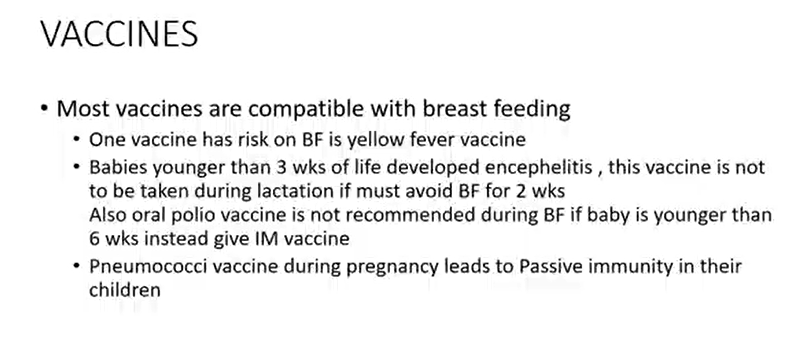 VACCINES
• Most vaccines are compatible with breast feeding
• One vaccine has risk on BF is yellow fever vaccine
• Babies younger than 3 wks of life developed encephelitis , this vaccine is not
to be taken during lactation if must avoid BF for 2 wks
Also oral polio vaccine is not recommended during BF if baby is younger than
6 wks instead give IM vaccine
• Pneumococci vaccine during pregnancy leads to Passive immunity in their
children